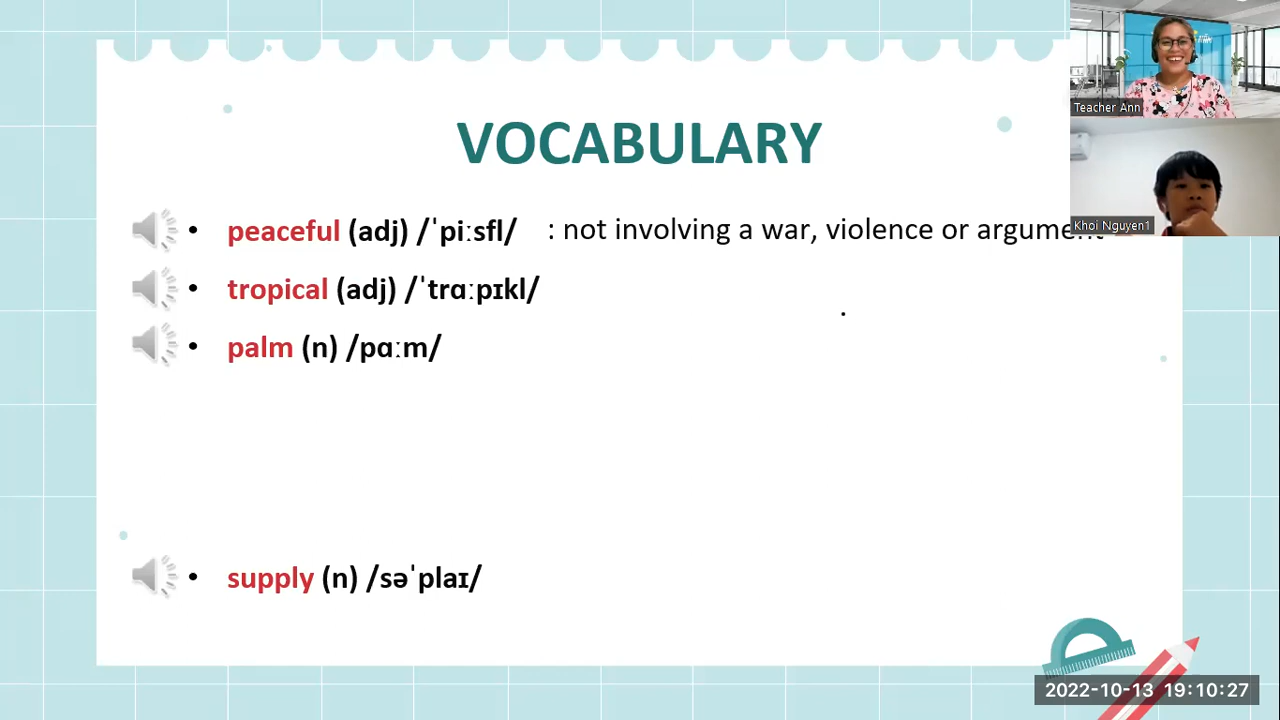 VOCABULARY
Teacher Ann
• peaceful (adj) /ˈpiːsfl/ : not involving a war, violence or argument
Khoi Nguyen1
• tropical (adj) /ˈtrɑːpɪkl/
.
• palm (n) /pɑːm/
• supply (n) /səˈplaɪ/
2022-10-13 19:10:27